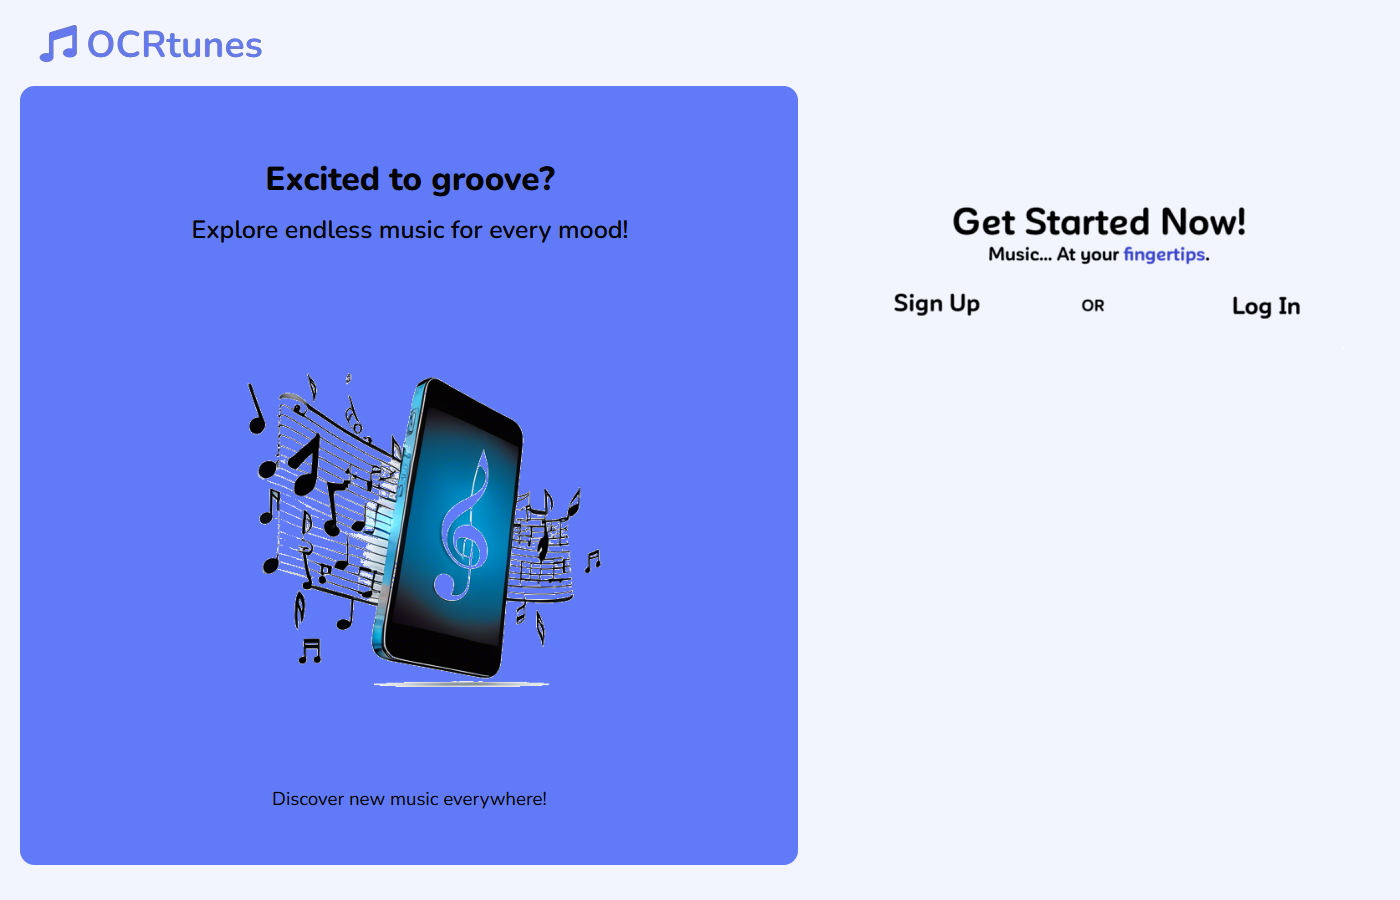 OCRtunes
Excited to groove?
Explore endless music for every mood!
Discover new music everywhere!
Get Started Now!
Music... At your fingertips.
Sign Up OR Log In